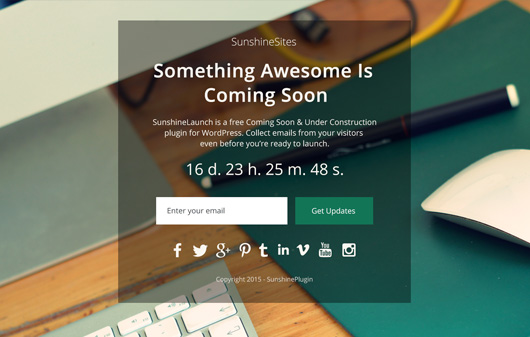 SunshineSites
Something Awesome Is
Coming Soon
SunshineLaunch is a free Coming Soon & Under Construction
plugin for WordPress. Collect emails from your visitors
even before you're ready to launch.
16 d. 23 h. 25 m. 48 s.
Enter your email
Get Updates
You
Tube
Copyright 2015 - SunshinePlugin